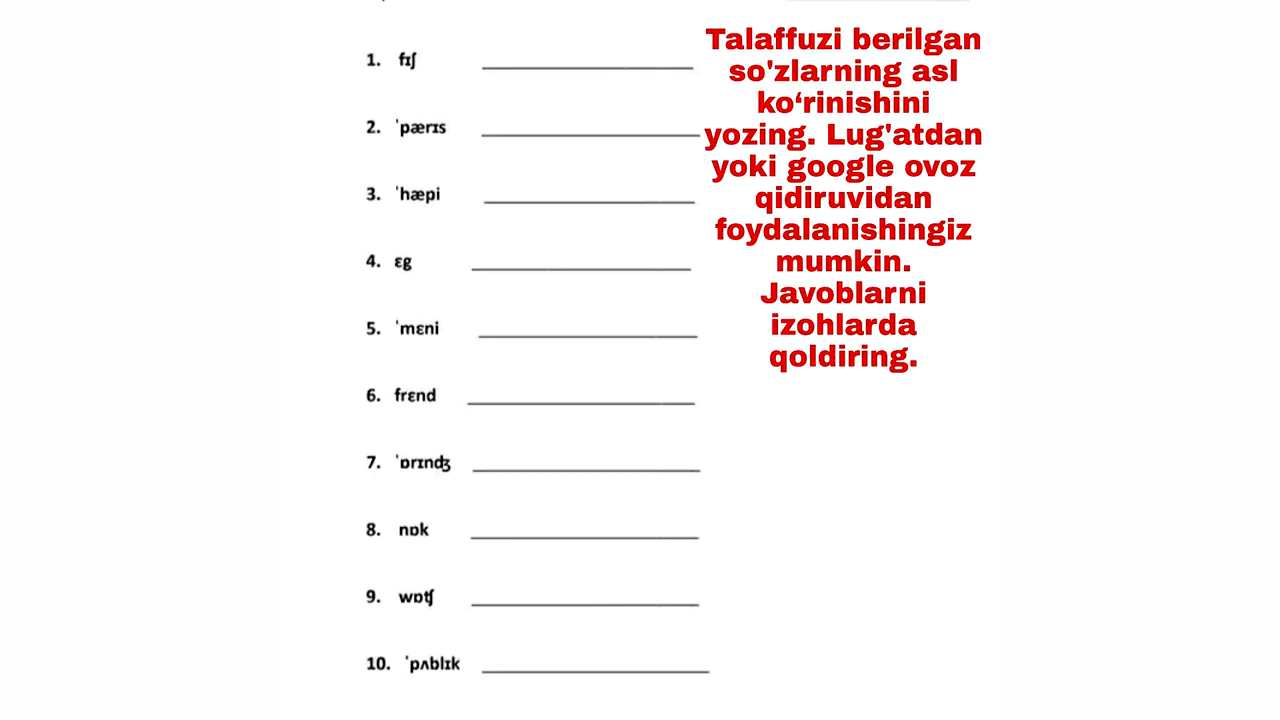 1. fɪʃ
2. ˈpærɪs
3. ˈhæpi
4. ɛg
5. ˈmɛni
6. frɛnd
7. ˈɒrɪnʤ
8. nɒk
9. wɒʧ
10. ˈpʌblɪk
Talaffuzi berilgan
so'zlarning asl
ko‘rinishini
yozing. Lug'atdan
yoki google ovoz
qidiruvidan
foydalanishingiz
mumkin.
Javoblarni
izohlarda
qoldiring.